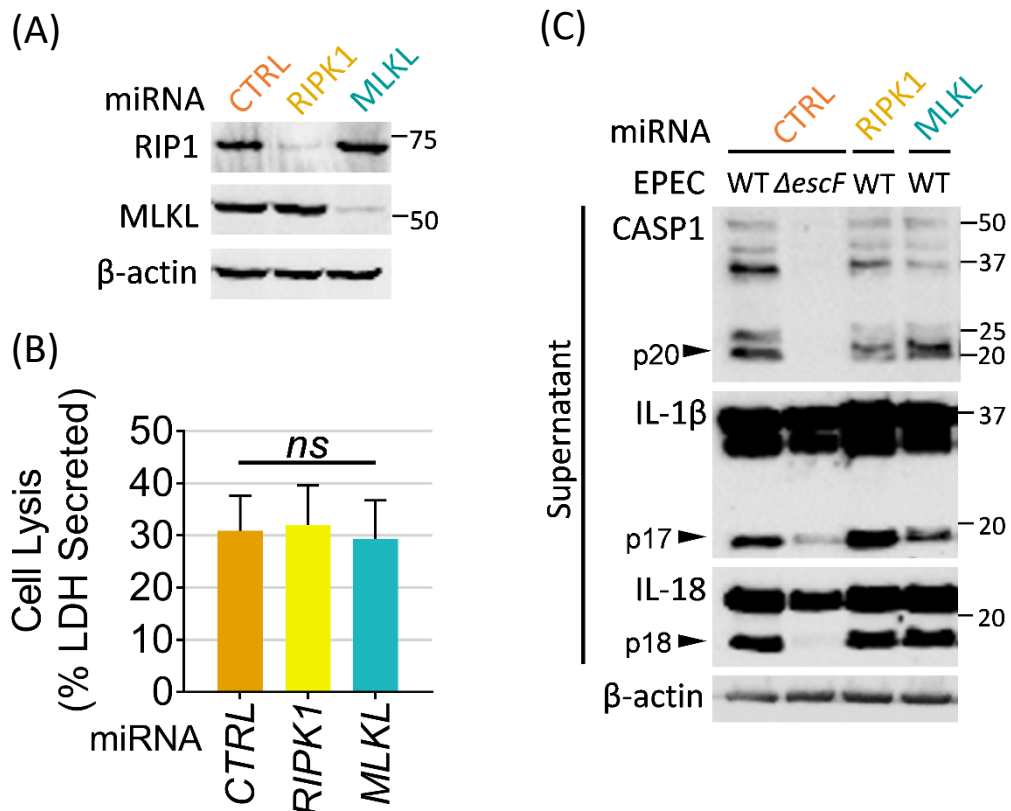 (A)
miRNA CTRL RIPK1 MLKL
RIP1 75
MLKL 50
β-actin
(B)
50
40
30
20
10
0
Cell Lysis
(% LDH Secreted)
ns
miRNA CTRL RIPK1 MLKL
(C)
miRNA CTRL RIPK1 MLKL
EPEC WT ΔescF WT WT
Supernatant
CASP1 50
37
25
p20 20
IL-1β 37
20
p17
IL-18
20
p18
β-actin